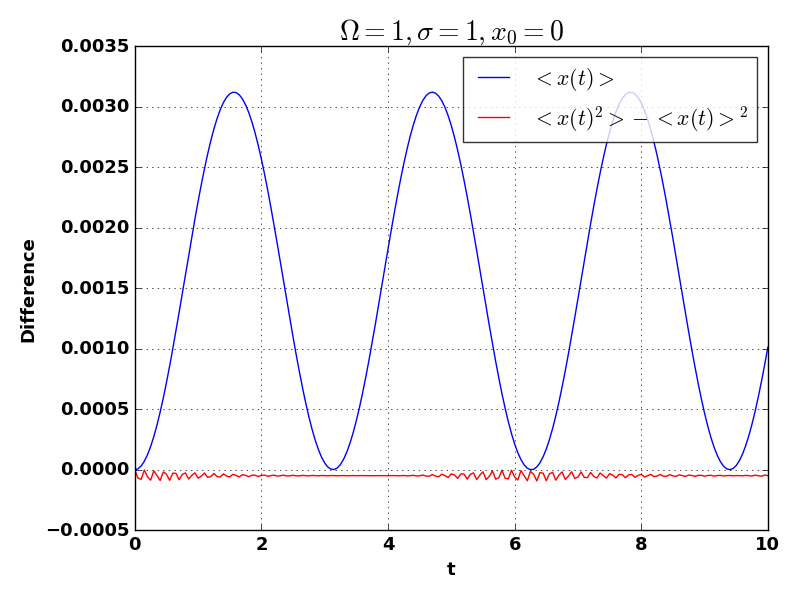 Ω = 1, σ = 1, x₀ = 0
0.0035
0.0030
0.0025
0.0020
0.0015
0.0010
0.0005
0.0000
−0.0005
Difference
< x(t) >
< x(t)² > − < x(t) >²
0 2 4 6 8 10
t